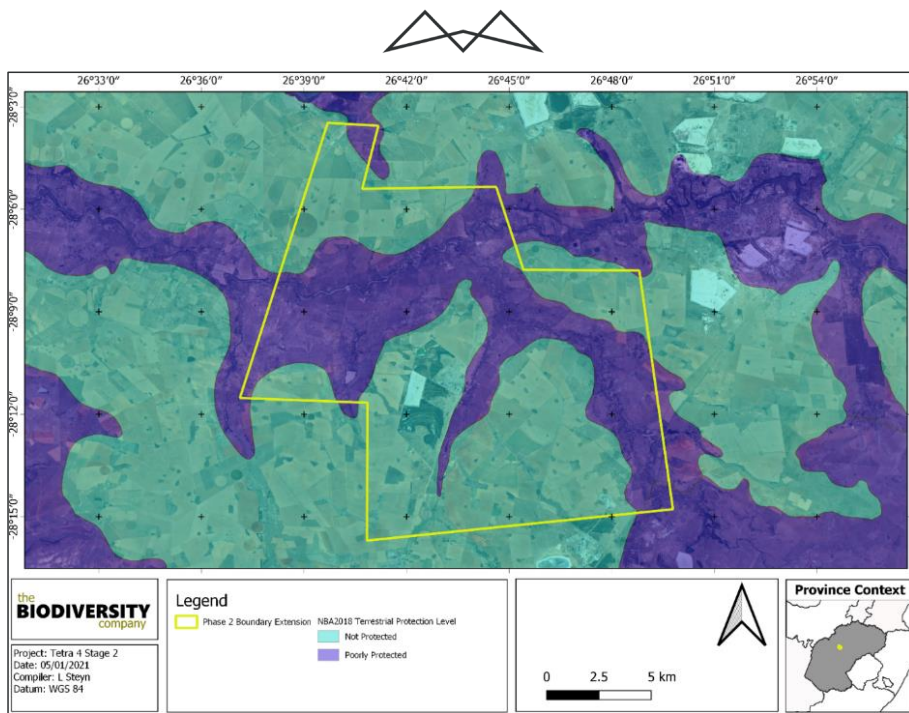 26°33'0" 26°36'0" 26°39'0" 26°42'0" 26°45'0" 26°48'0" 26°51'0" 26°54'0"
-28°3'0"
-28°6'0"
-28°9'0"
-28°12'0"
-28°15'0"
the
BIODIVERSITY
company
Project: Tetra 4 Stage 2
Date: 05/01/2021
Compiler: L Steyn
Datum: WGS 84
Legend
Phase 2 Boundary Extension
NBA2018 Terrestrial Protection Level
Not Protected
Poorly Protected
0 2.5 5 km
Province Context